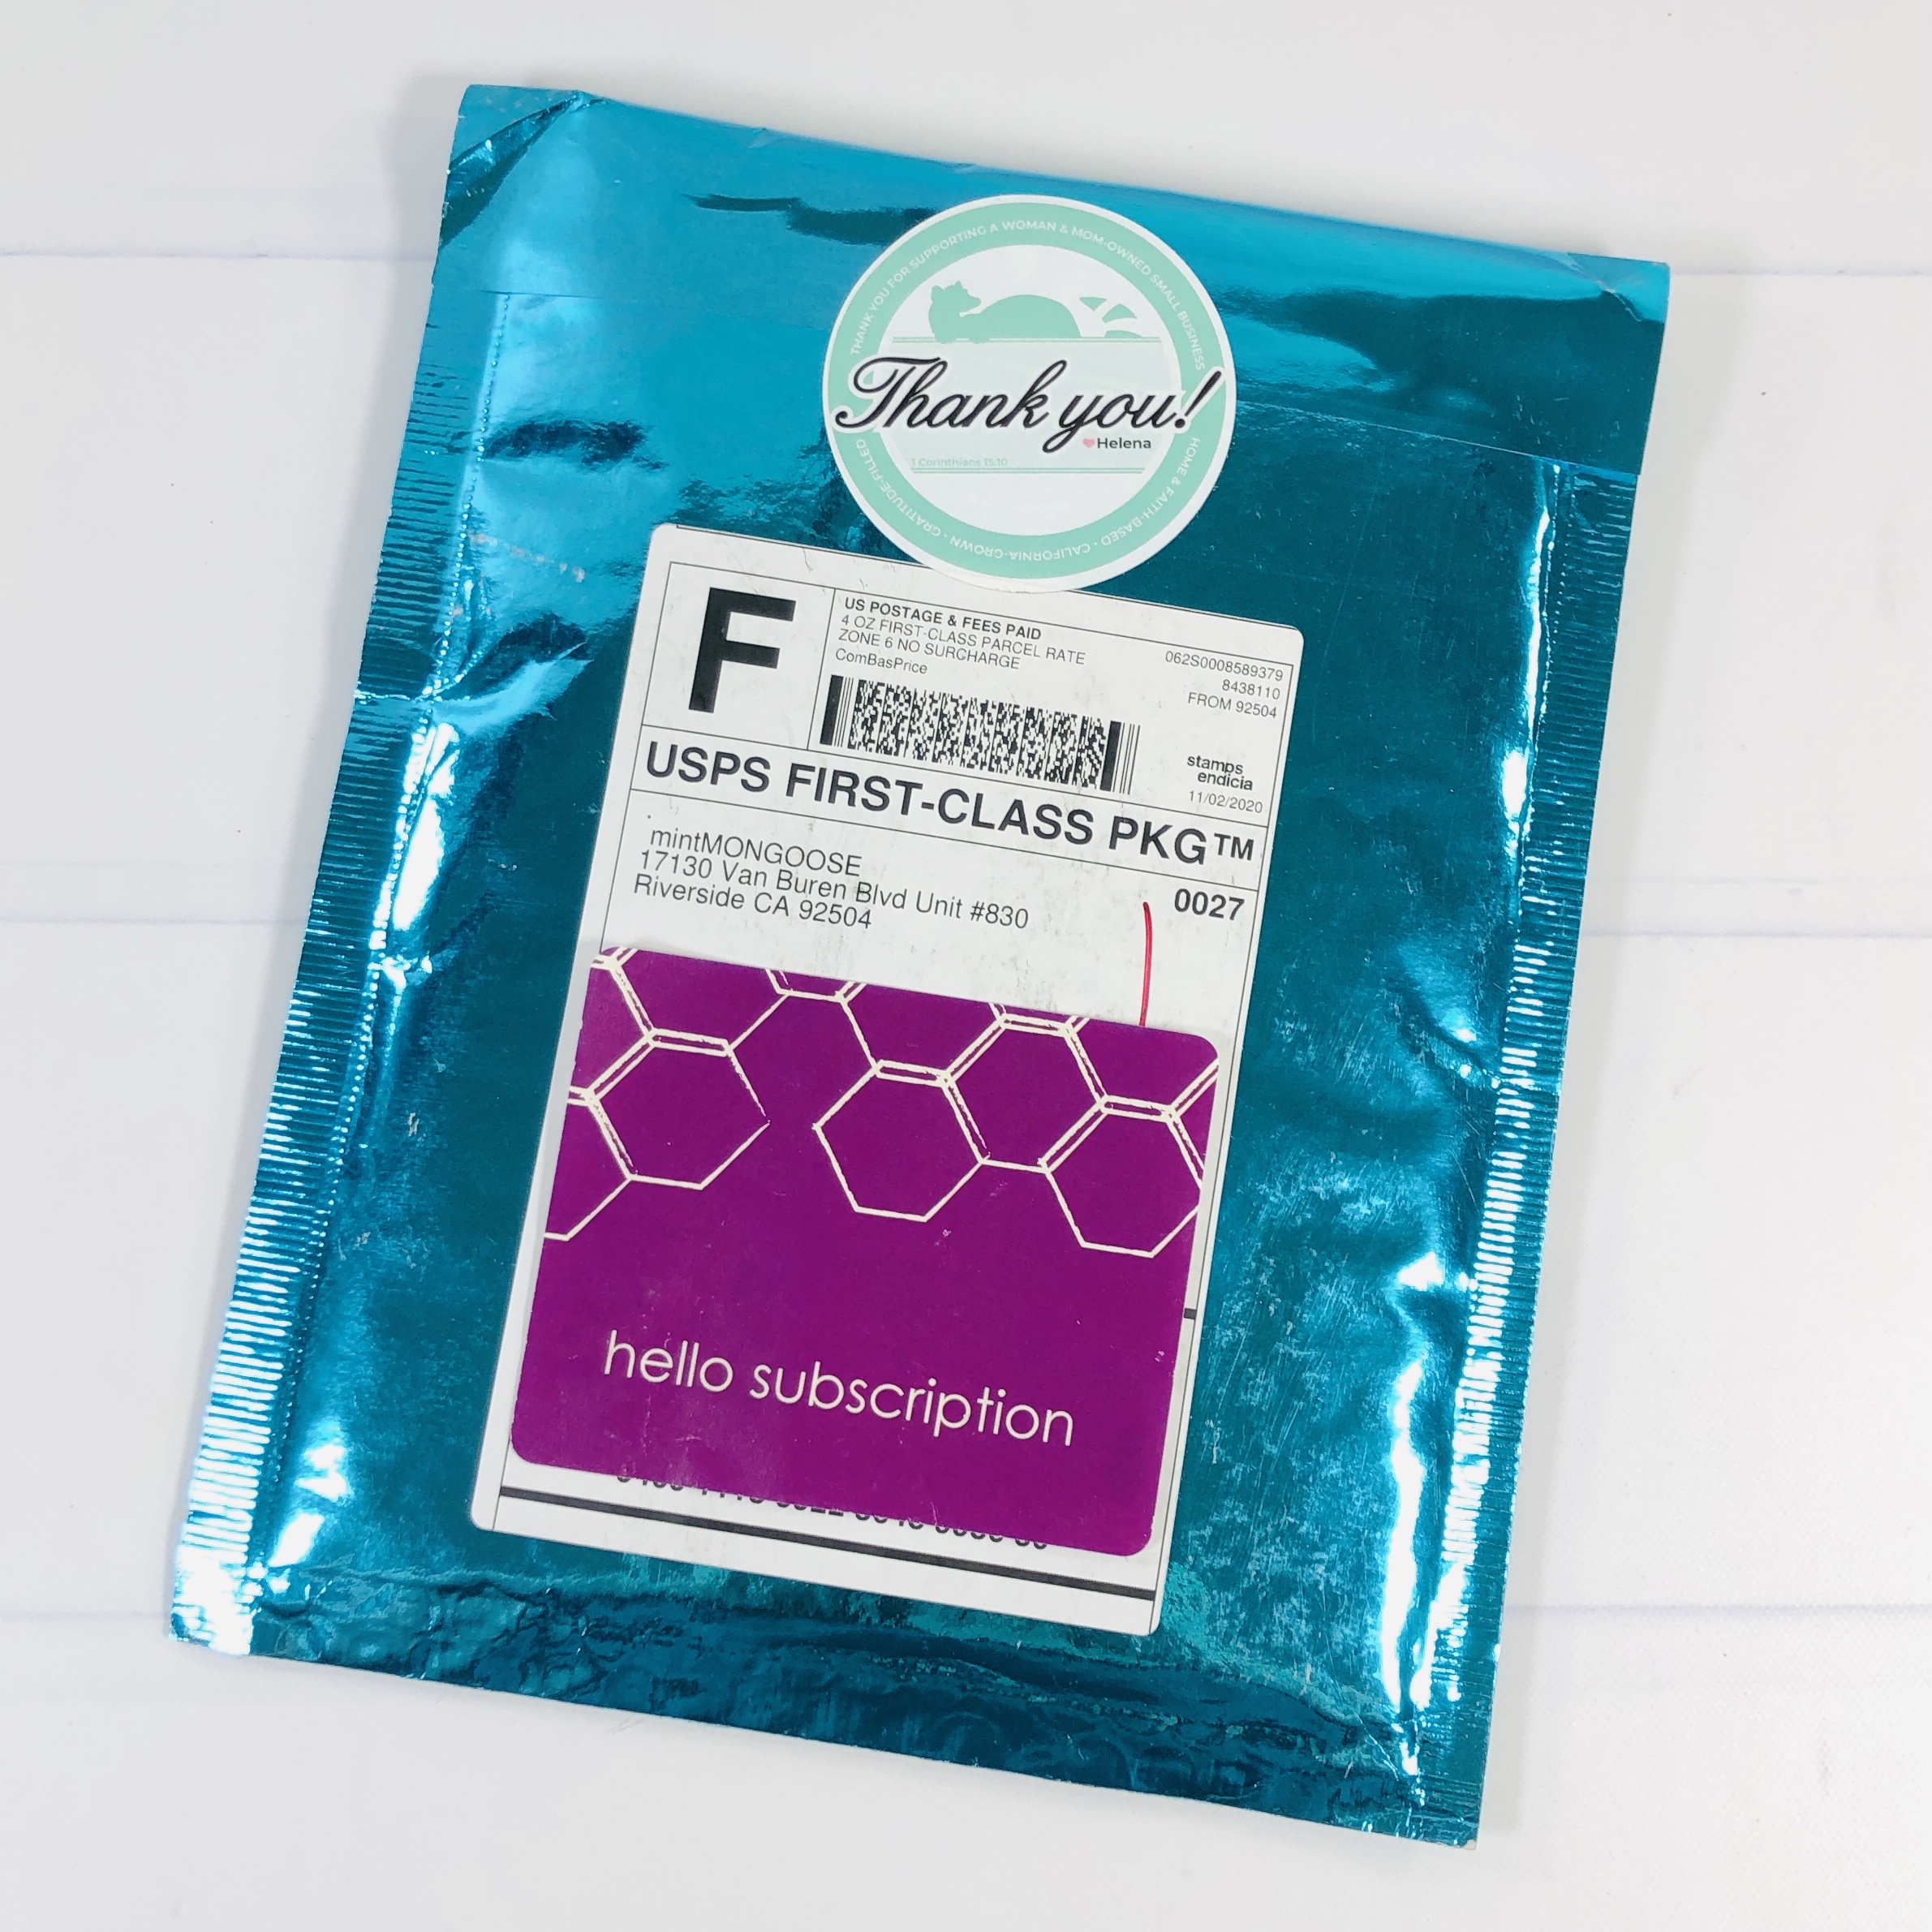 THANK YOU FOR SUPPORTING A WOMAN & MOM-OWNED SMALL BUSINESS
Thank you!
Helena
1 Corinthians 15:10
HOME & FAITH-BASED • CALIFORNIA-GROWN • GRATITUDE-FILLED
F
US POSTAGE & FEES PAID
4 OZ FIRST-CLASS PARCEL RATE
ZONE 6 NO SURCHARGE
ComBasPrice
062S0008589379
8438110
FROM 92504
stamps
endicia
11/02/2020
USPS FIRST-CLASS PKG™
mintMONGOOSE
17130 Van Buren Blvd Unit #830
Riverside CA 92504
0027
hello subscription